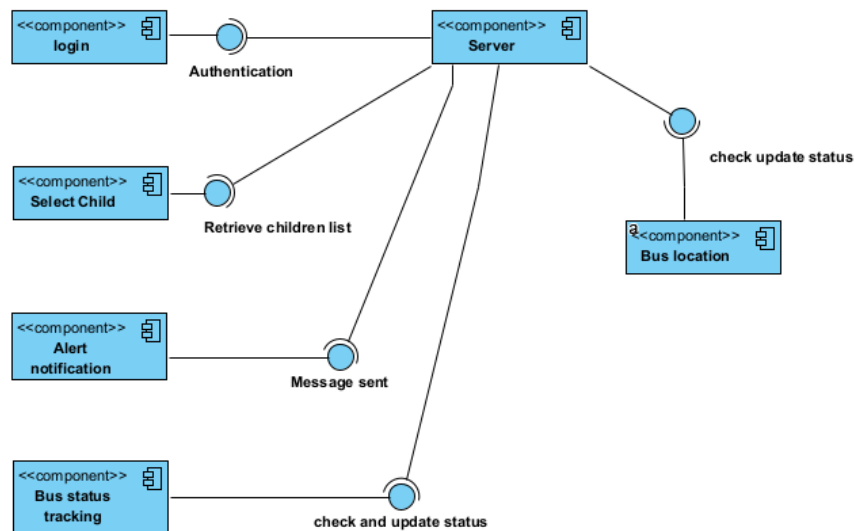 <<component>>
login
Authentication
<<component>>
Server
check update status
<<component>>
Select Child
Retrieve children list
a
<<component>>
Bus location
<<component>>
Alert
notification
Message sent
<<component>>
Bus status
tracking
check and update status